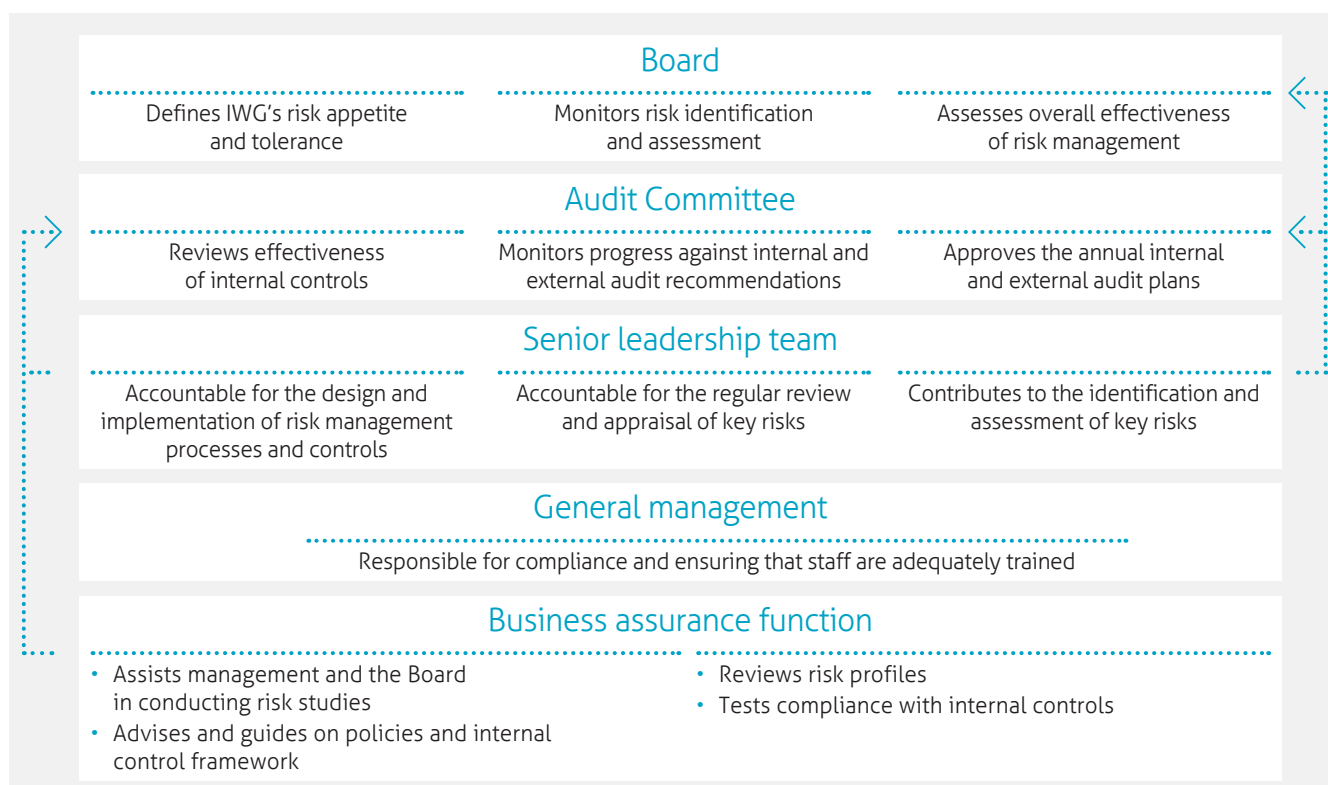 Board
Defines IWG’s risk appetite
and tolerance
Monitors risk identification
and assessment
Assesses overall effectiveness
of risk management
Audit Committee
Reviews effectiveness
of internal controls
Monitors progress against internal and
external audit recommendations
Approves the annual internal
and external audit plans
Senior leadership team
Accountable for the design and
implementation of risk management
processes and controls
Accountable for the regular review
and appraisal of key risks
Contributes to the identification and
assessment of key risks
General management
Responsible for compliance and ensuring that staff are adequately trained
Business assurance function
• Assists management and the Board
in conducting risk studies
• Advises and guides on policies and internal
control framework
• Reviews risk profiles
• Tests compliance with internal controls